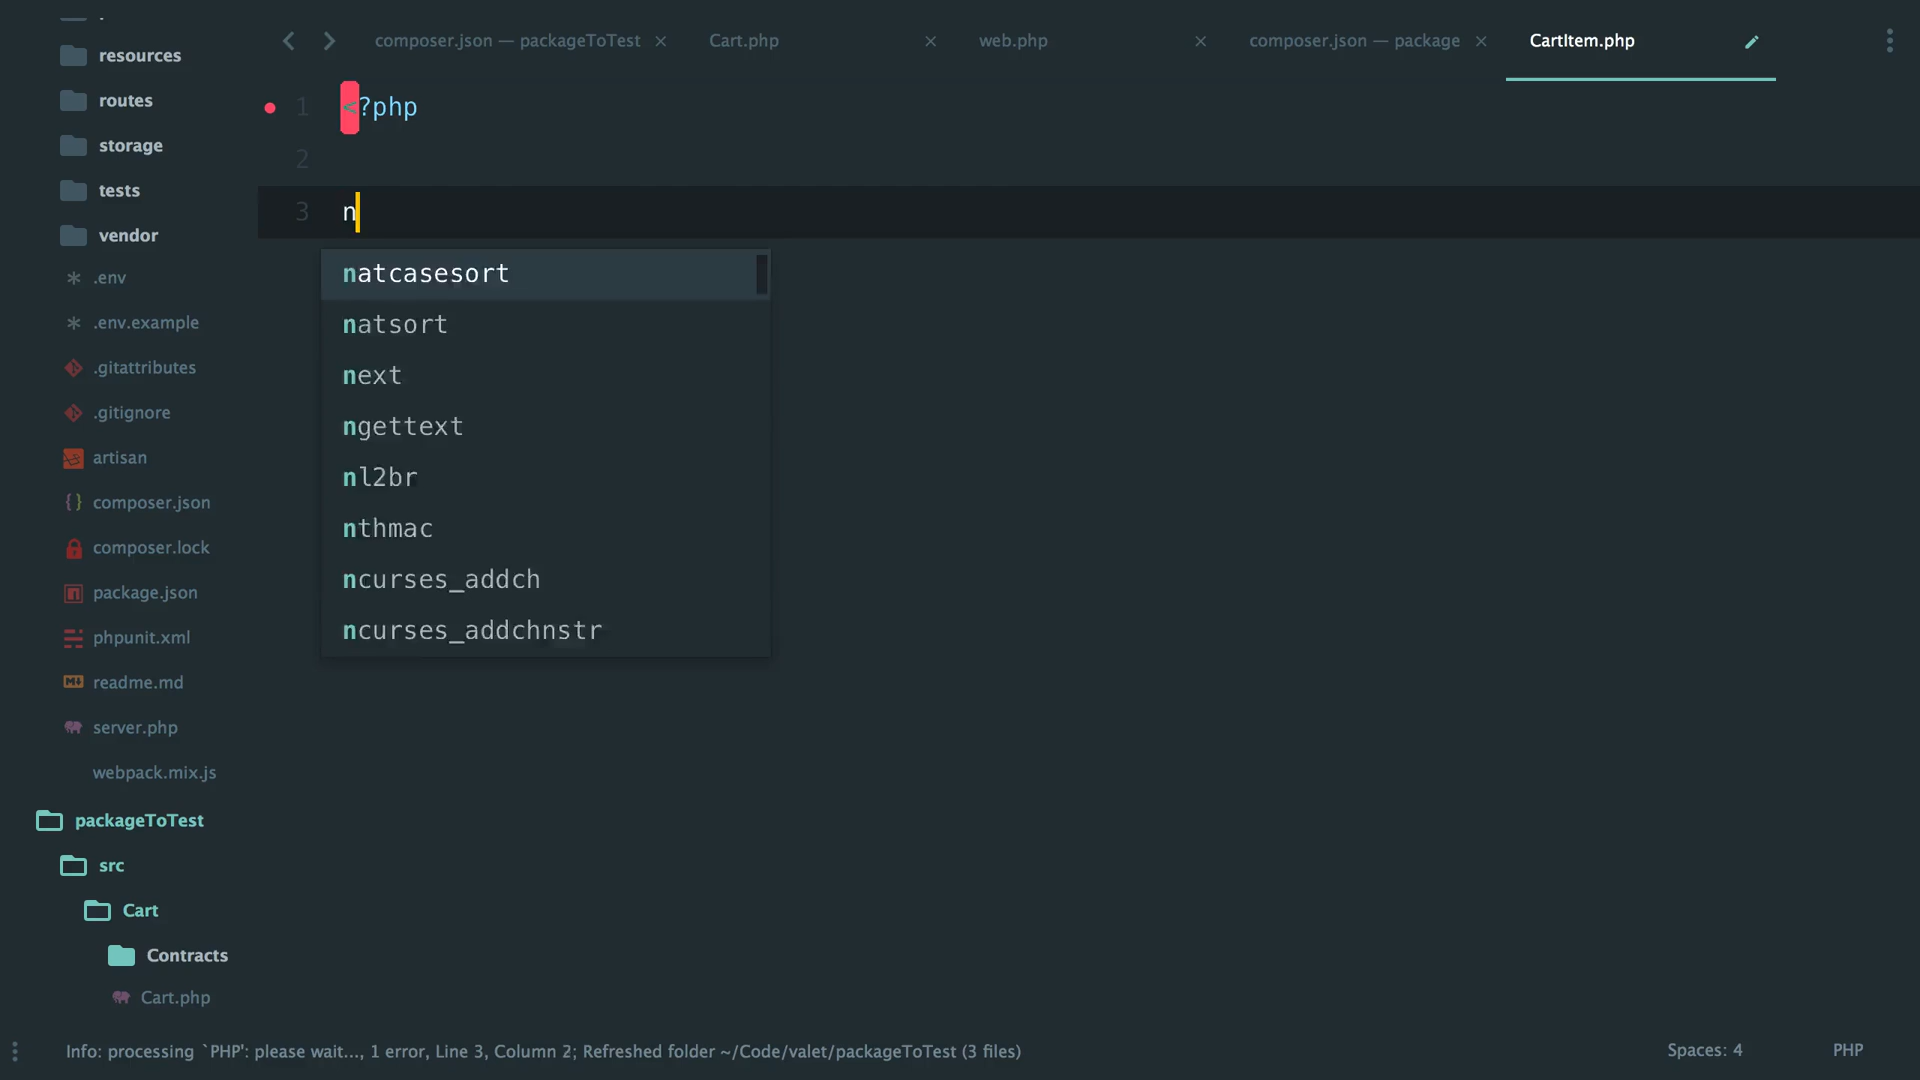 resources
routes
storage
tests
vendor
.env
.env.example
.gitattributes
.gitignore
artisan
composer.json
composer.lock
package.json
phpunit.xml
readme.md
server.php
webpack.mix.js
packageToTest
src
Cart
Contracts
Cart.php
composer.json — packageToTest
Cart.php
web.php
composer.json — package
CartItem.php
1 <?php
2
3 n
natcasesort
natsort
next
ngettext
nl2br
nthmac
ncurses_addch
ncurses_addchnstr
Info: processing `PHP': please wait..., 1 error, Line 3, Column 2; Refreshed folder ~/Code/valet/packageToTest (3 files)
Spaces: 4
PHP